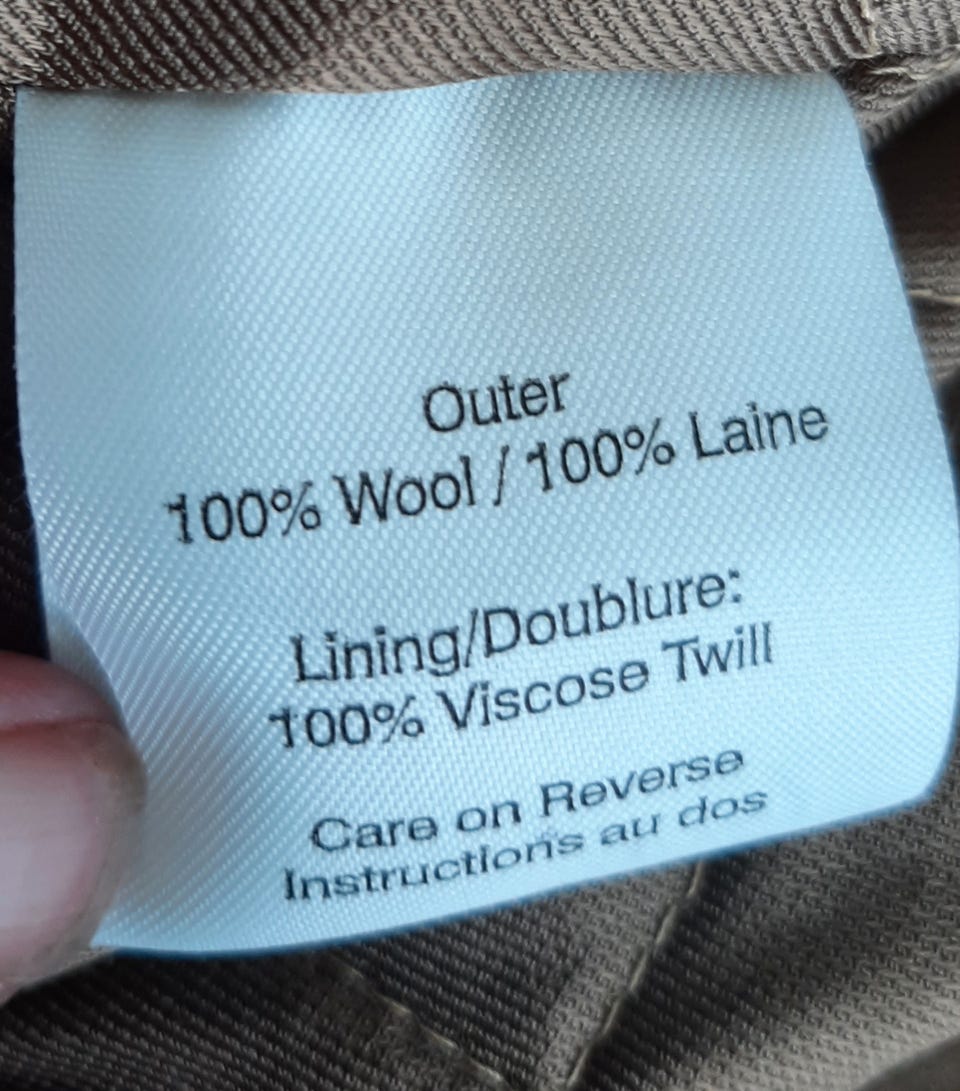 Outer
100% Wool / 100% Laine
Lining/Doublure:
100% Viscose Twill
Care on Reverse
Instructions au dos